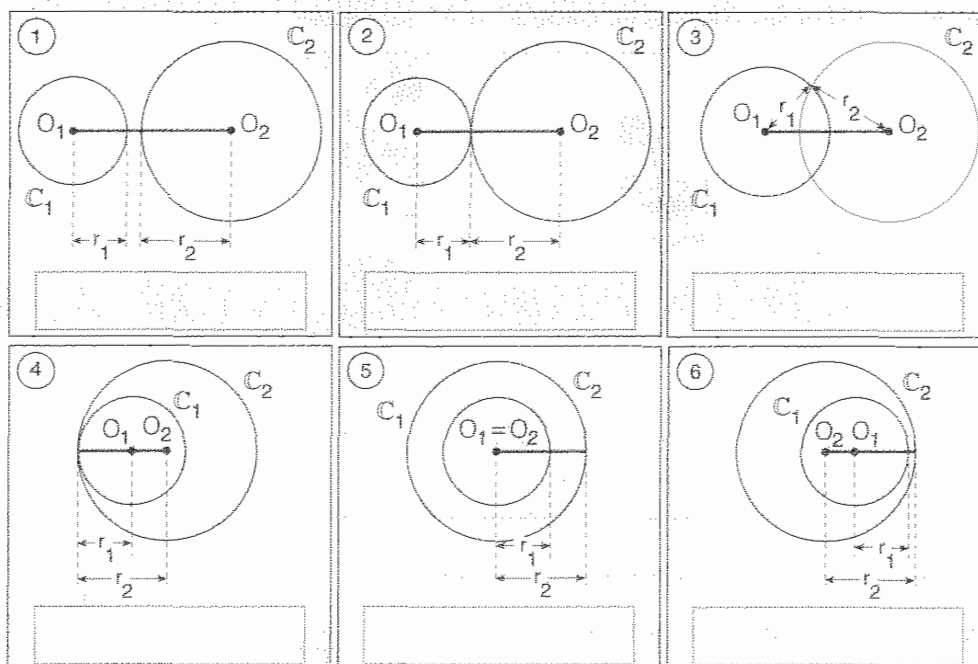 1
ℂ₂
O₁
O₂
ℂ₁
r₁
r₂
2
ℂ₂
O₁
O₂
ℂ₁
r₁
r₂
3
ℂ₂
O₁
r₁
r₂
O₂
ℂ₁
4
ℂ₂
ℂ₁
O₁ O₂
r₁
r₂
5
ℂ₂
ℂ₁
O₁ = O₂
r₁
r₂
6
ℂ₂
ℂ₁
O₂ O₁
r₁
r₂